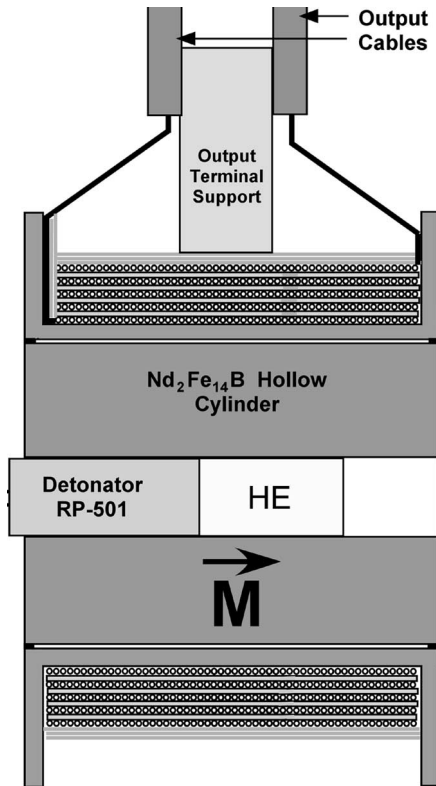 Output
Cables
Output
Terminal
Support
Nd₂Fe₁₄B Hollow
Cylinder
Detonator
RP-501
HE
M